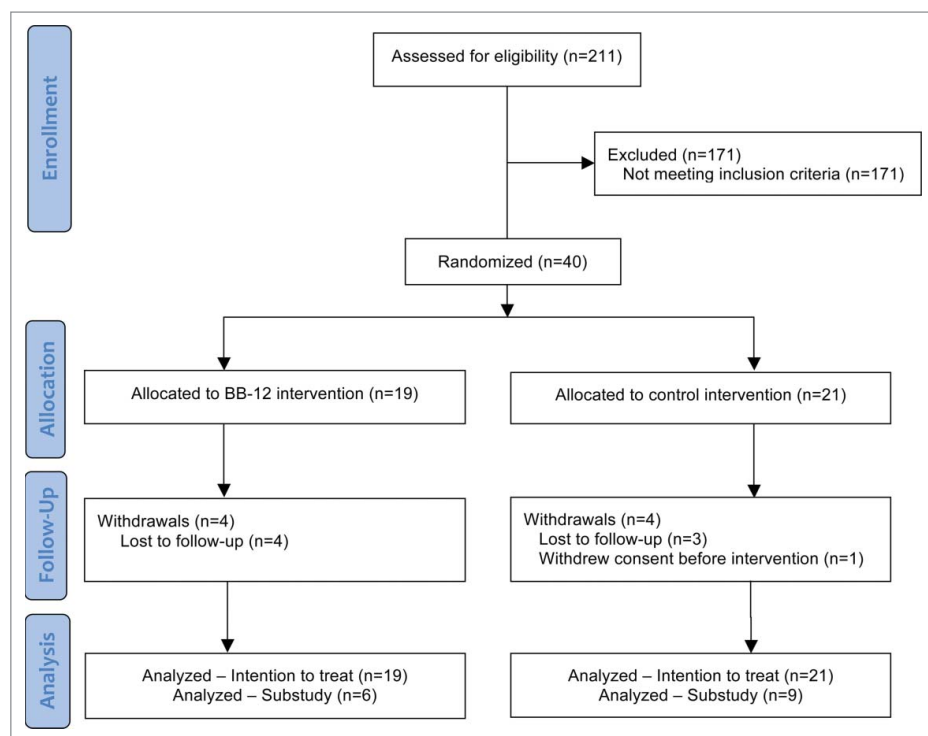 Enrollment
Assessed for eligibility (n=211)
Excluded (n=171)
Not meeting inclusion criteria (n=171)
Randomized (n=40)
Allocation
Allocated to BB-12 intervention (n=19)
Allocated to control intervention (n=21)
Follow-Up
Withdrawals (n=4)
Lost to follow-up (n=4)
Withdrawals (n=4)
Lost to follow-up (n=3)
Withdrew consent before intervention (n=1)
Analysis
Analyzed – Intention to treat (n=19)
Analyzed – Substudy (n=6)
Analyzed – Intention to treat (n=21)
Analyzed – Substudy (n=9)